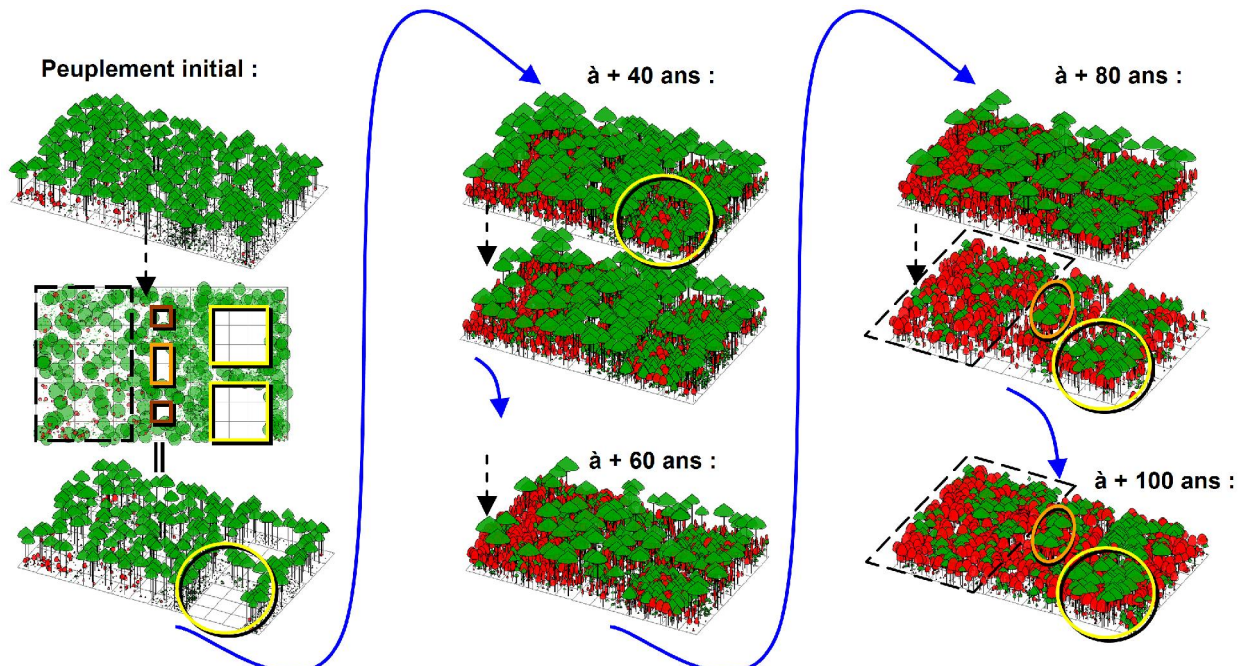 Peuplement initial :
à + 40 ans :
à + 60 ans :
à + 80 ans :
à + 100 ans :